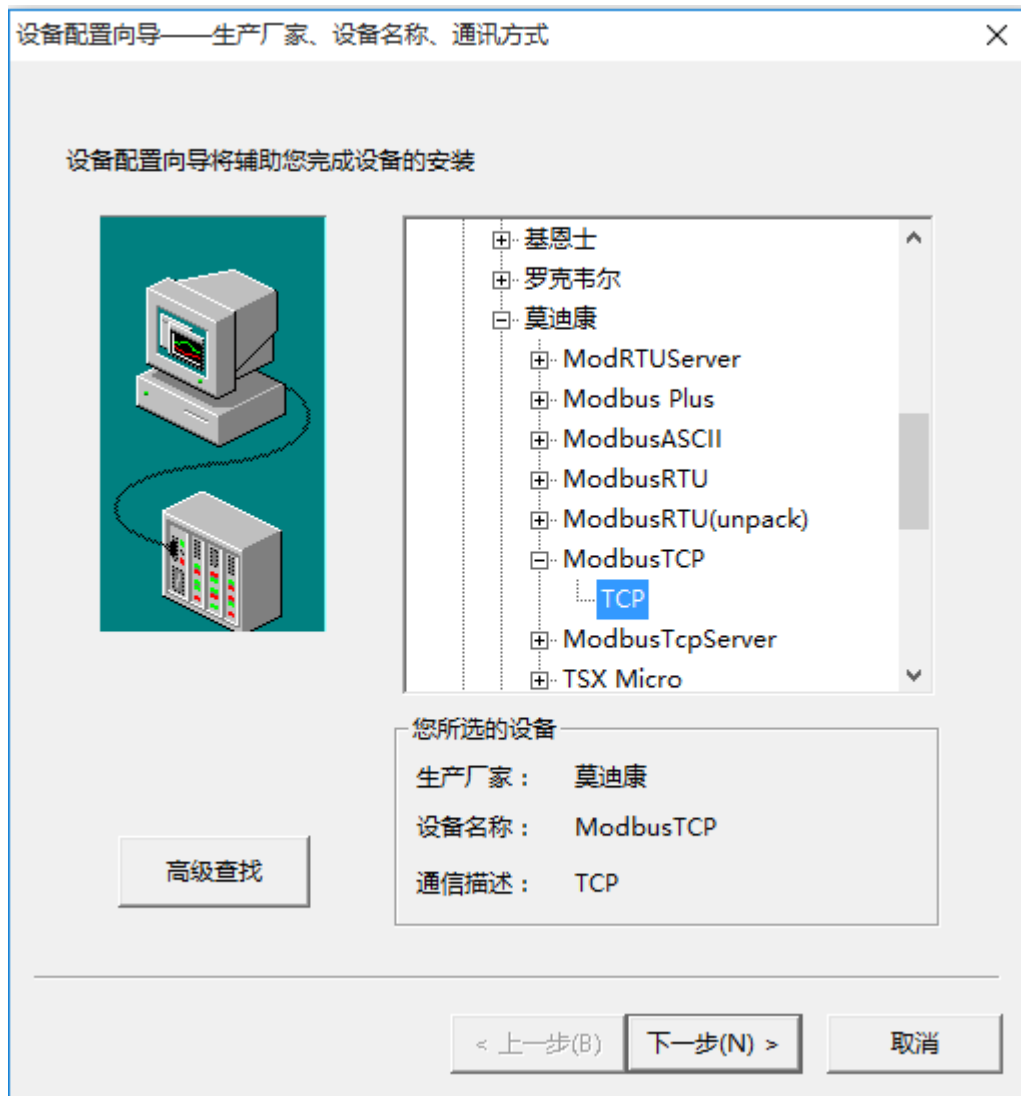 设备配置向导——生产厂家、设备名称、通讯方式
设备配置向导将辅助您完成设备的安装
基恩士
罗克韦尔
莫迪康
ModRTUServer
Modbus Plus
ModbusASCII
ModbusRTU
ModbusRTU(unpack)
ModbusTCP
TCP
ModbusTcpServer
TSX Micro
您所选的设备
生产厂家： 莫迪康
设备名称： ModbusTCP
通信描述： TCP
高级查找
< 上一步(B) 下一步(N) > 取消